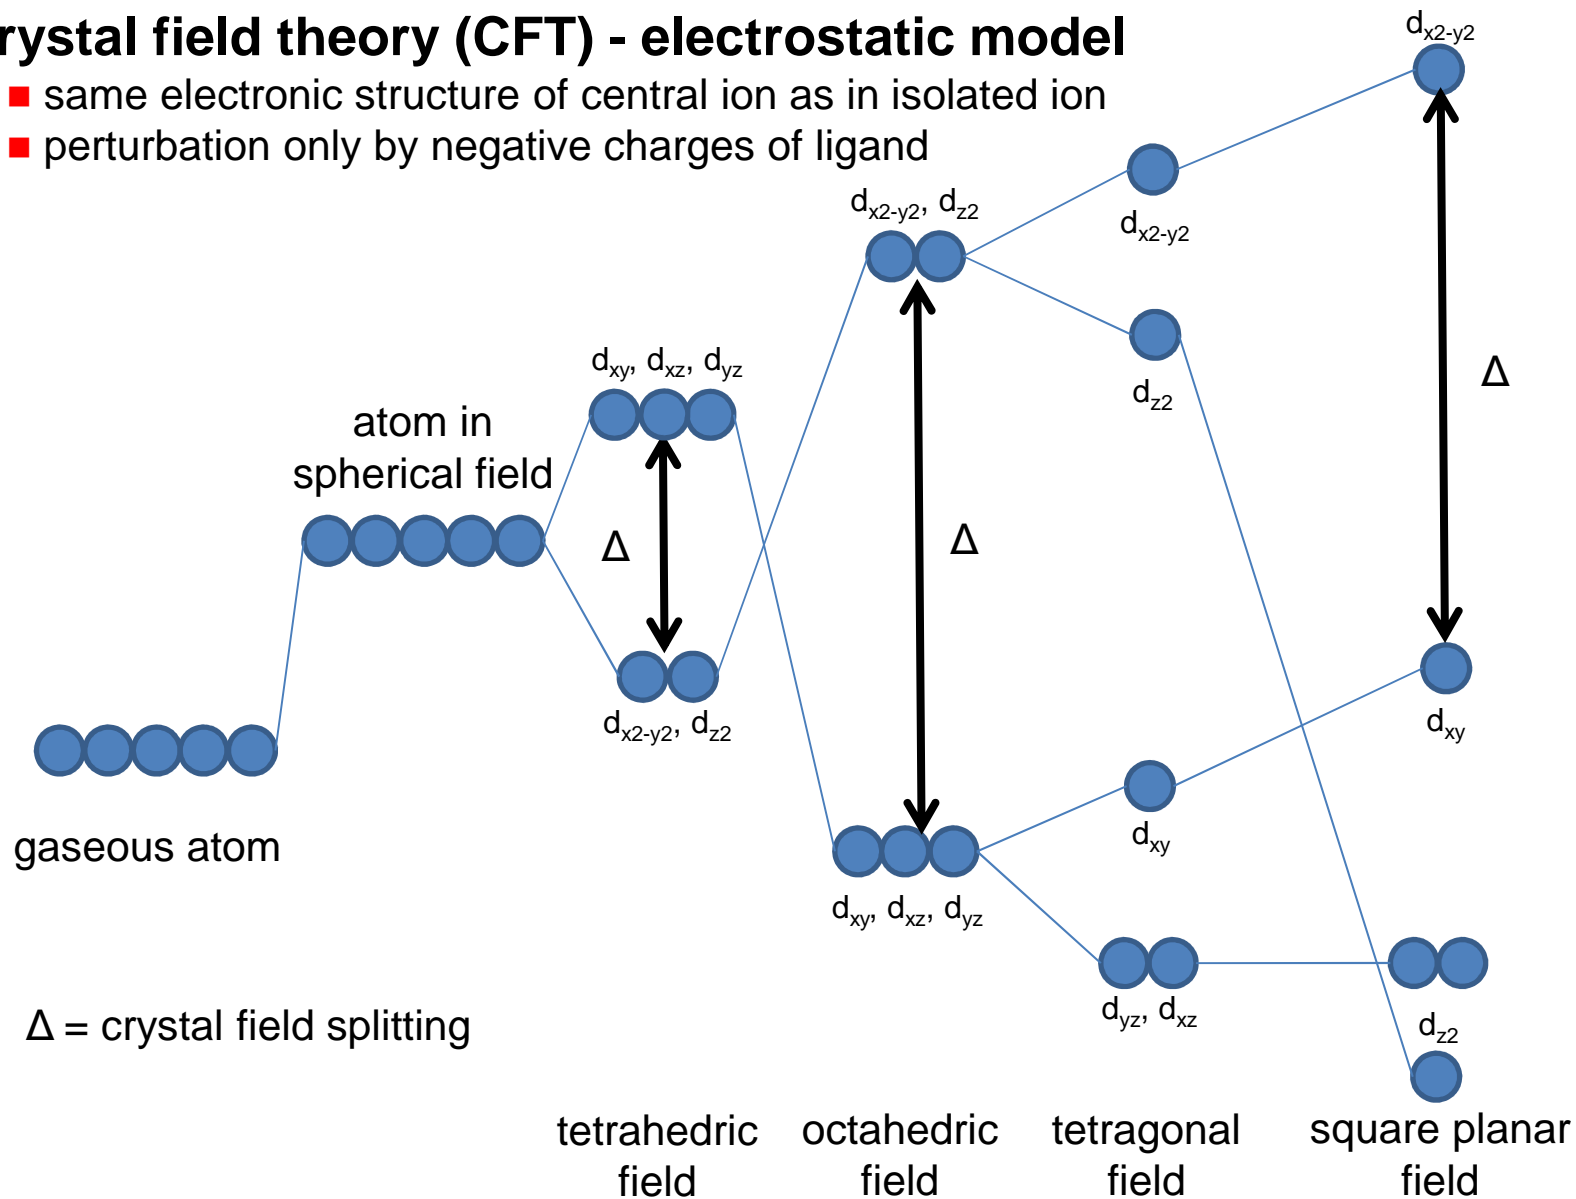 rystal field theory (CFT) - electrostatic model
same electronic structure of central ion as in isolated ion
perturbation only by negative charges of ligand
dx2-y2
dx2-y2, dz2
dx2-y2
dxy, dxz, dyz
dz2
Δ
atom in
spherical field
Δ
Δ
dx2-y2, dz2
dxy
gaseous atom
dxy
dxy, dxz, dyz
dyz, dxz
dz2
Δ = crystal field splitting
tetrahedric
field
octahedric
field
tetragonal
field
square planar
field